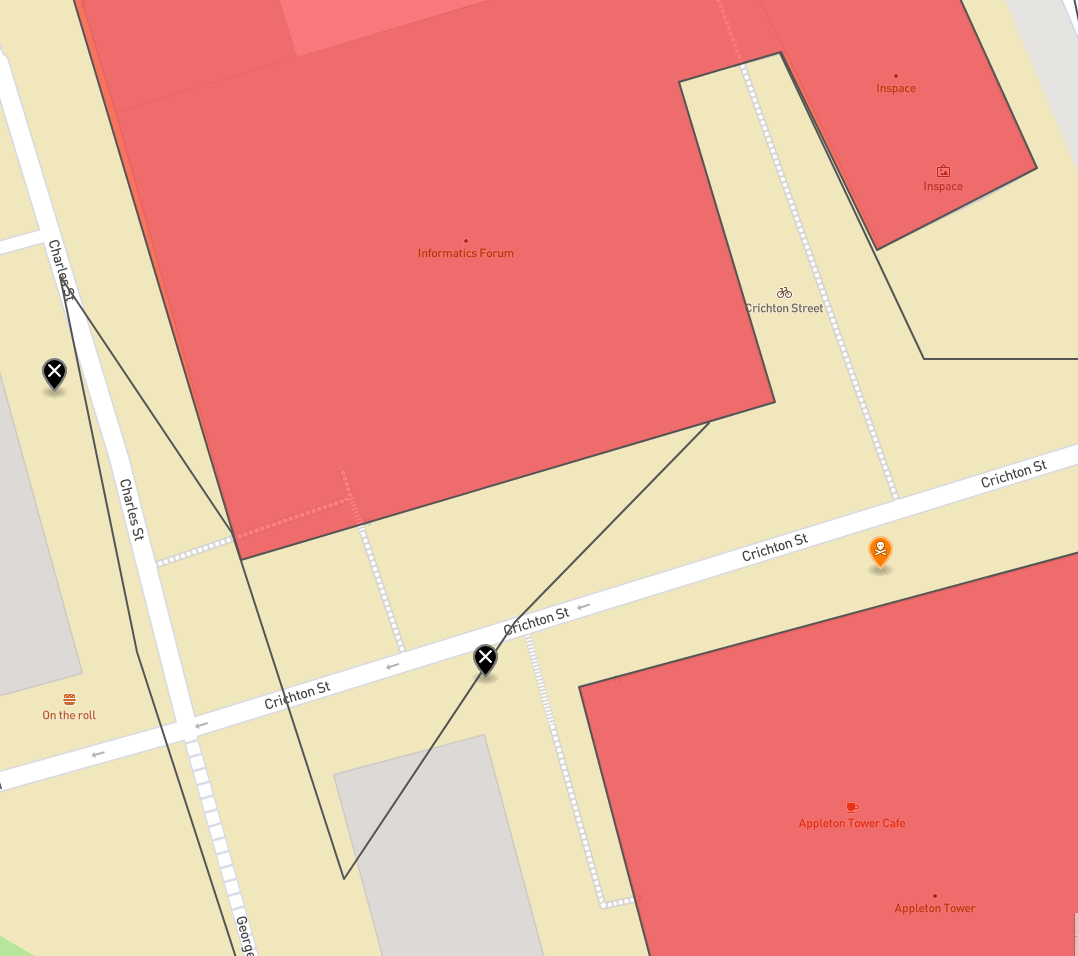 Inspace
Inspace
Charles St
Informatics Forum
Crichton Street
Crichton St
Charles St
Crichton St
Crichton St
Crichton St
On the roll
Appleton Tower Cafe
Appleton Tower
George